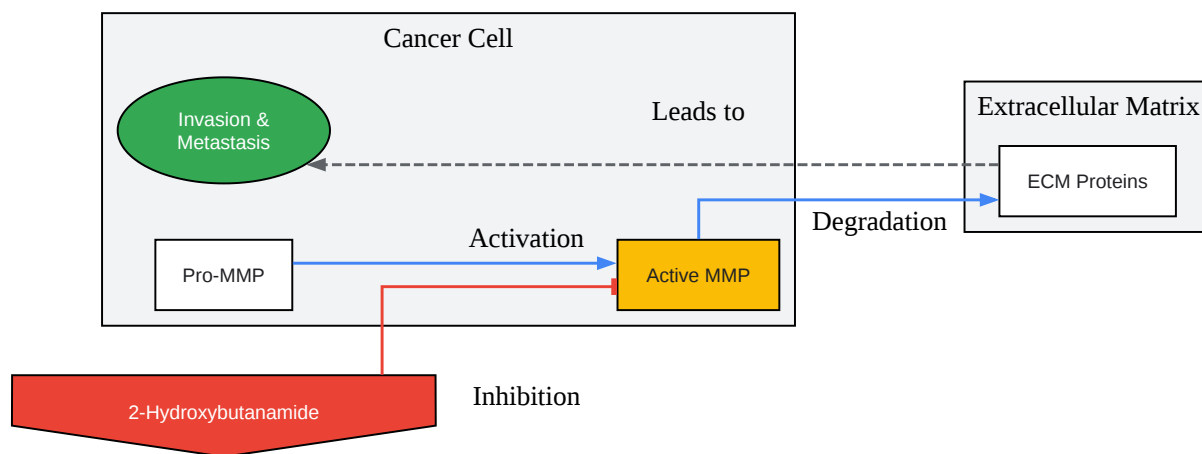 Cancer Cell
Invasion &
Metastasis
Leads to
Extracellular Matrix
ECM Proteins
Degradation
Activation
Pro-MMP
Active MMP
Inhibition
2-Hydroxybutanamide